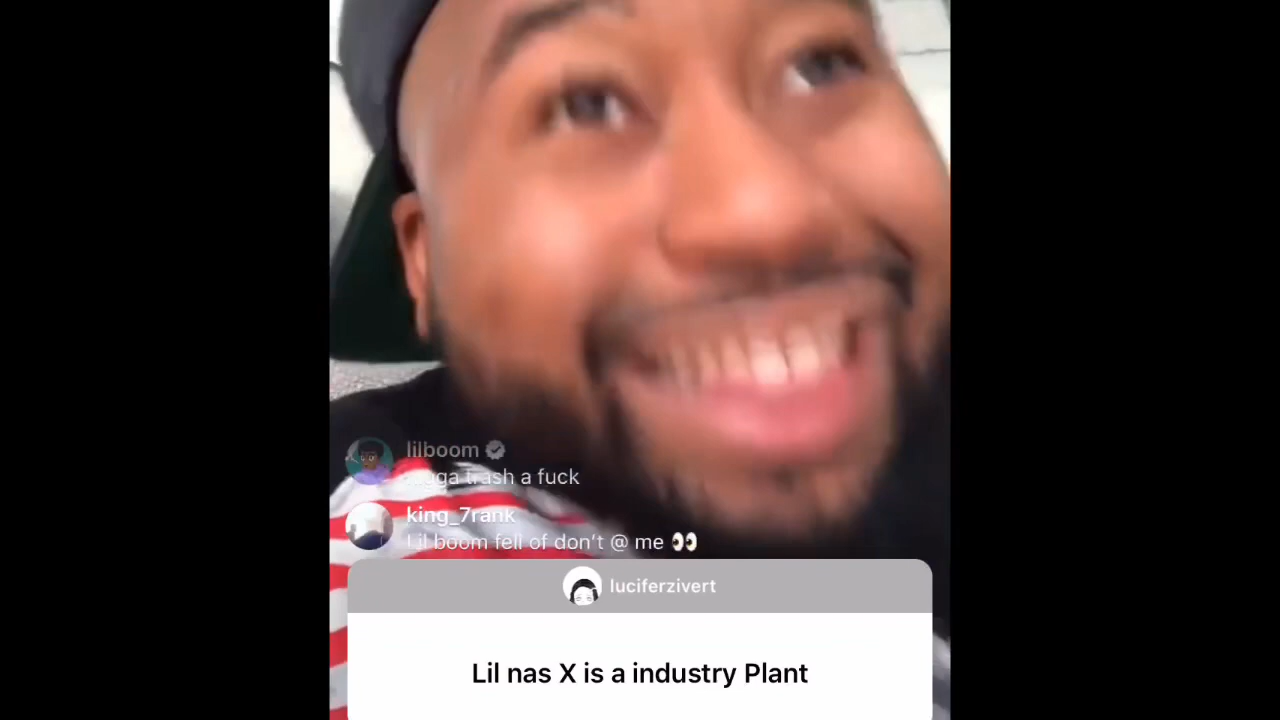 lilboom
trash a fuck
king_7rank
Lil boom fell of don't @ me 👀
luciferzivert
Lil nas X is a industry Plant